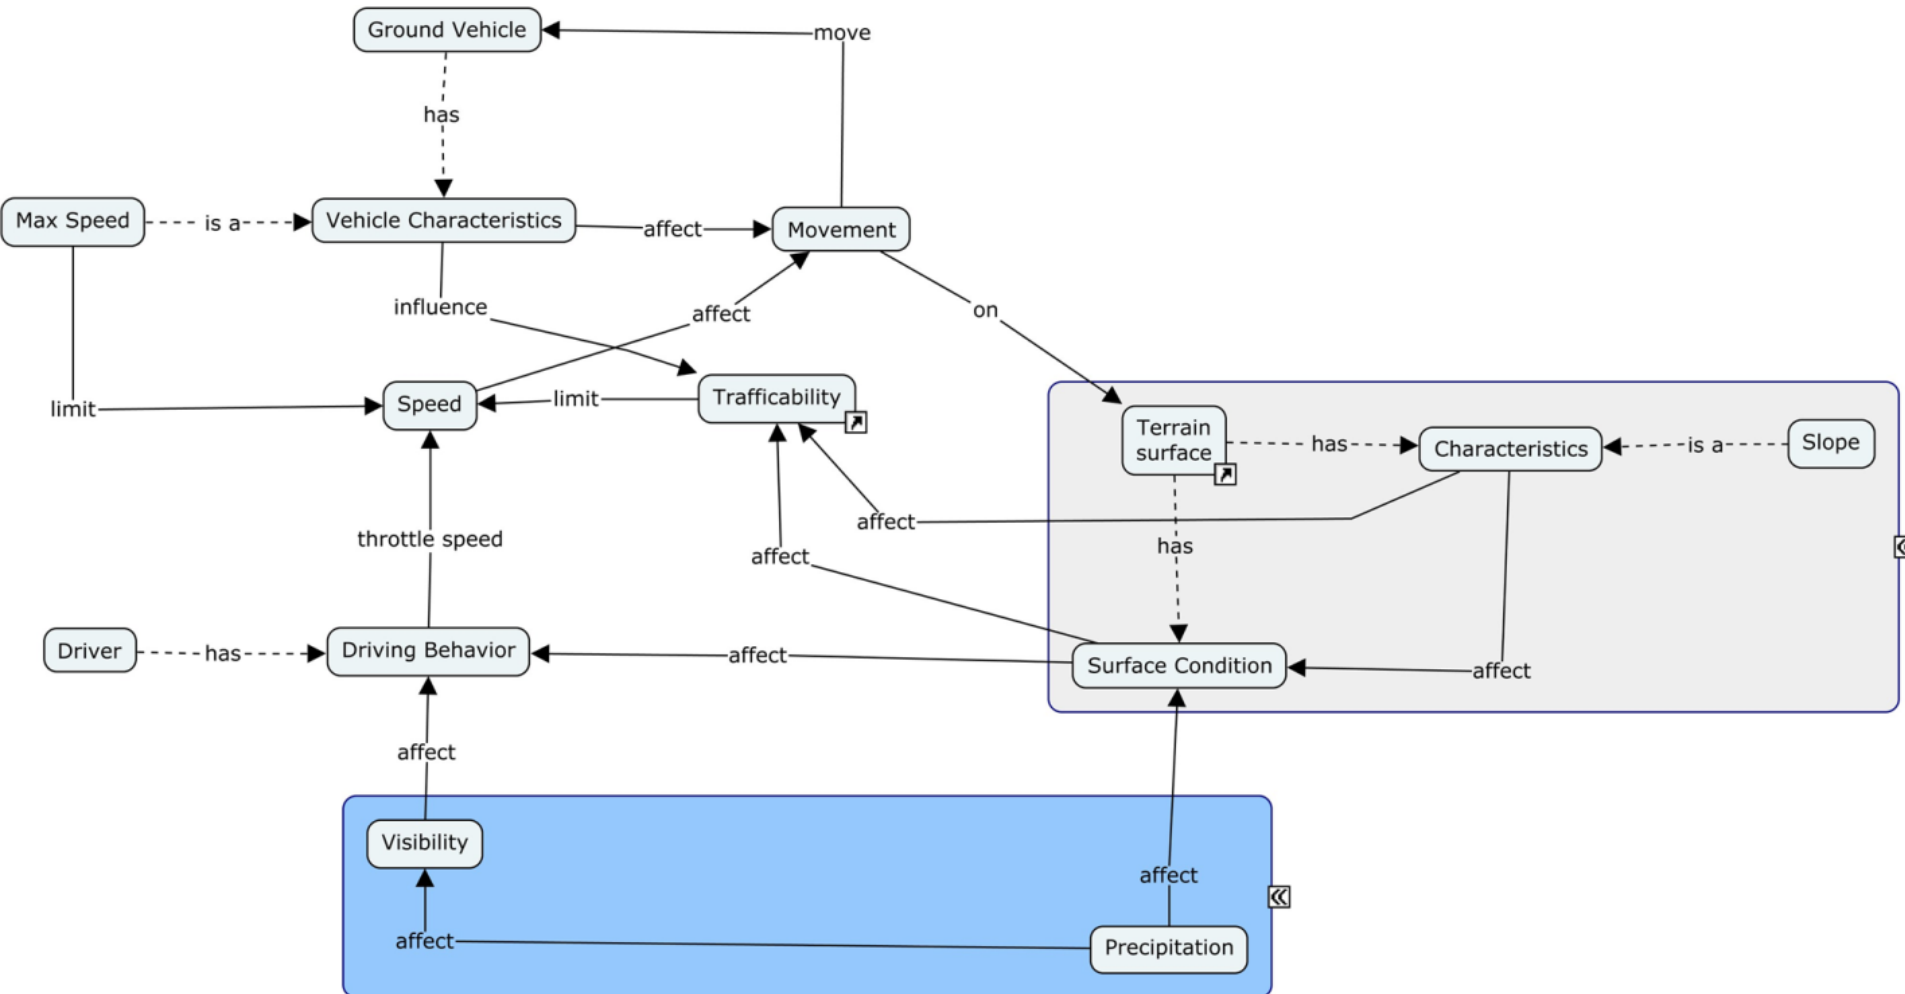 Ground Vehicle
move
has
Max Speed
is a
Vehicle Characteristics
affect
Movement
influence
affect
on
limit
Speed
limit
Trafficability
Terrain
surface
has
Characteristics
is a
Slope
affect
throttle speed
affect
has
Driver
has
Driving Behavior
affect
Surface Condition
affect
affect
Visibility
affect
affect
Precipitation